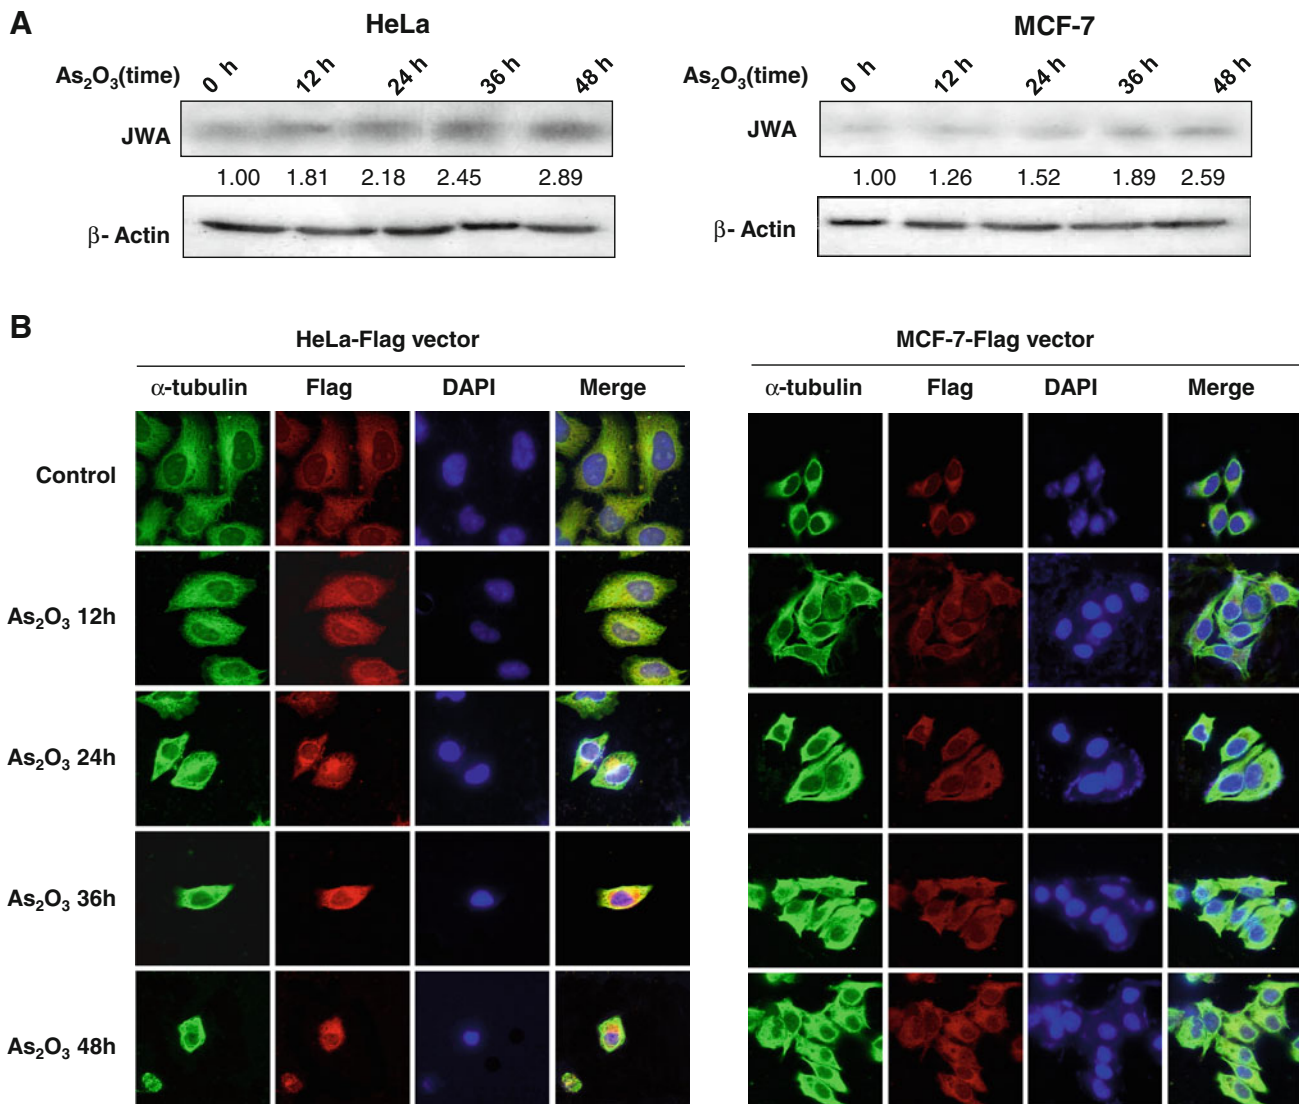 A
HeLa
MCF-7
As₂O₃(time) 0 h 12 h 24 h 36 h 48 h
As₂O₃(time) 0 h 12 h 24 h 36 h 48 h
JWA
JWA
1.00 1.81 2.18 2.45 2.89
1.00 1.26 1.52 1.89 2.59
β- Actin
β- Actin
B
HeLa-Flag vector
MCF-7-Flag vector
α-tubulin Flag DAPI Merge
α-tubulin Flag DAPI Merge
Control
As₂O₃ 12h
As₂O₃ 24h
As₂O₃ 36h
As₂O₃ 48h